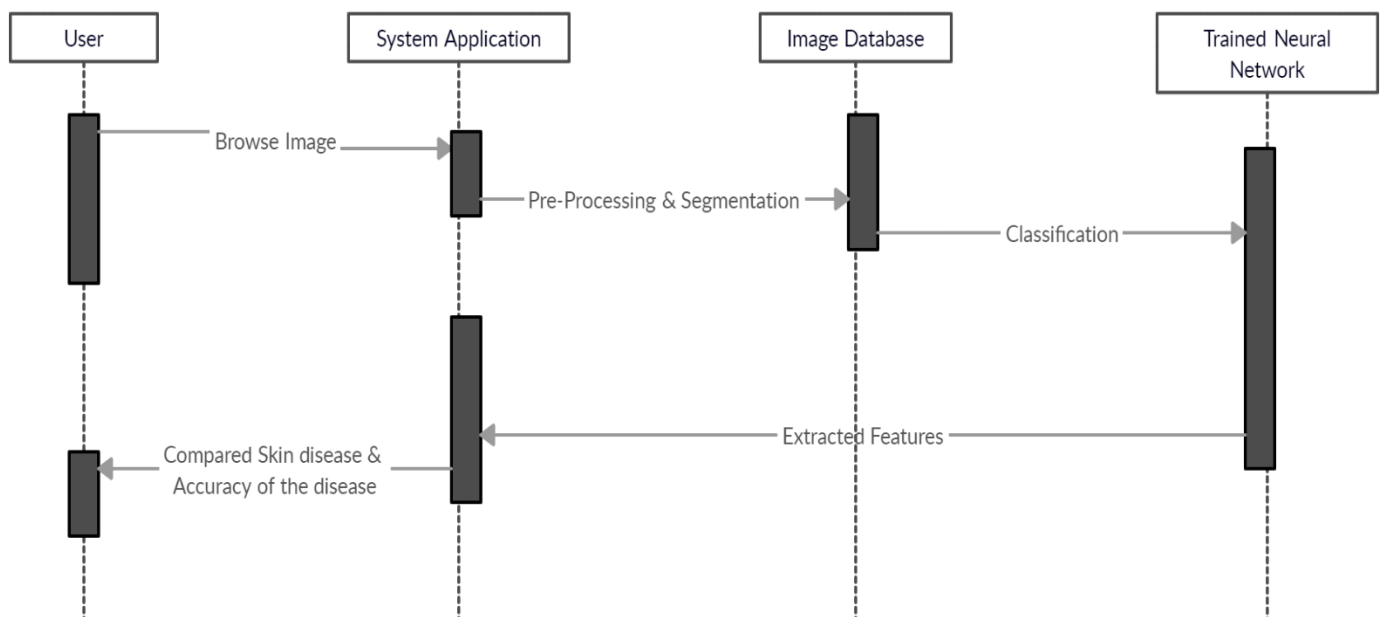 User
System Application
Image Database
Trained Neural
Network
Browse Image
Pre-Processing & Segmentation
Classification
Extracted Features
Compared Skin disease &
Accuracy of the disease